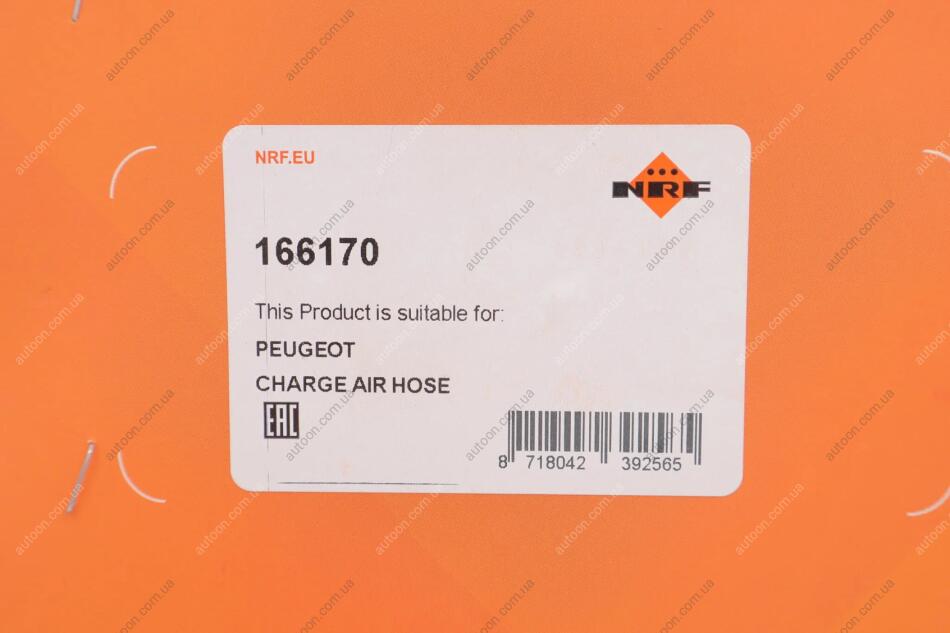 NRF.EU
NRF
166170
This Product is suitable for:
PEUGEOT
CHARGE AIR HOSE
EAC
8 718042 392565
autoon.com.ua